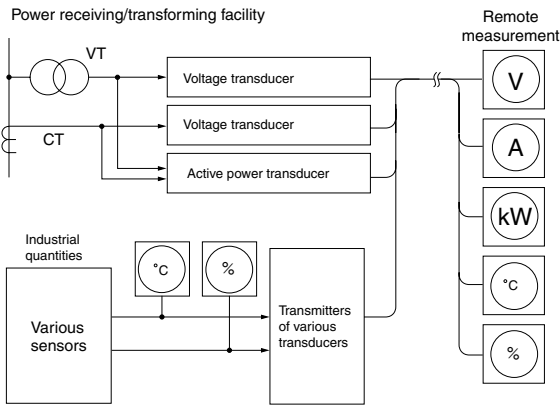 Power receiving/transforming facility
Remote
measurement
VT
Voltage transducer
V
Voltage transducer
CT
A
Active power transducer
kW
Industrial
quantities
°C
%
°C
Various
sensors
Transmitters
of various
transducers
%